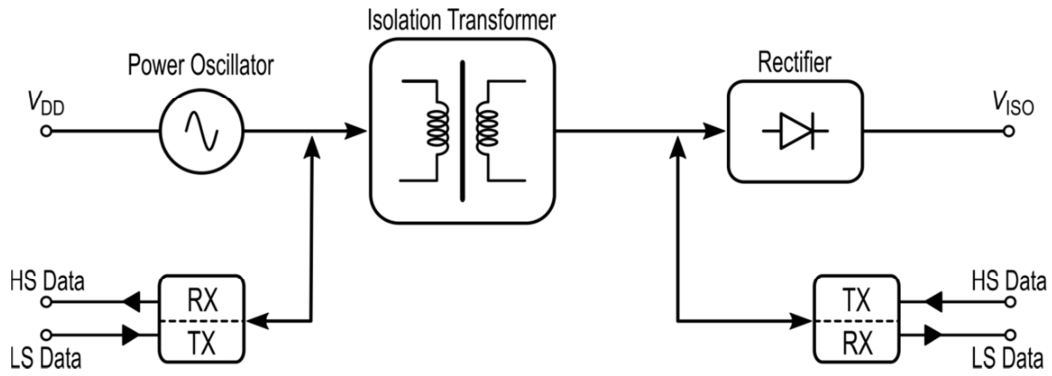 Isolation Transformer
Power Oscillator
Rectifier
VDD
VISO
HS Data
RX
TX
LS Data
TX
RX
HS Data
LS Data